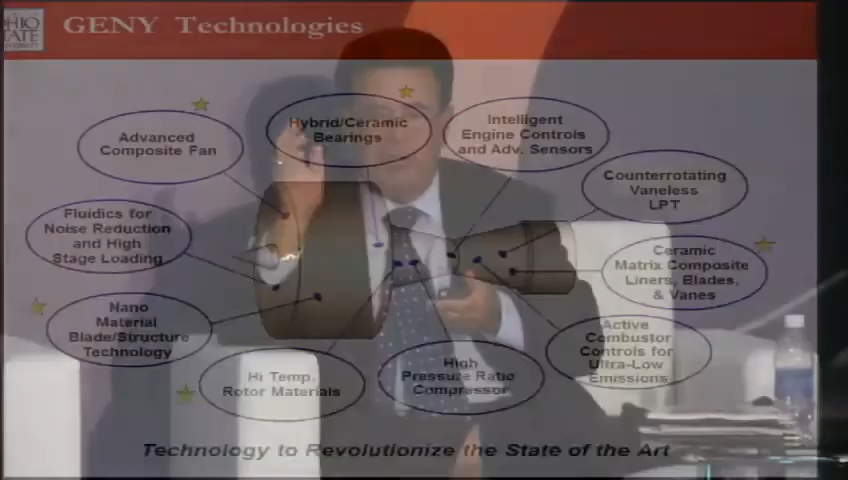 OHIO
STATE
UNIVERSITY
GENY Technologies
Advanced
Composite Fan
Hybrid/Ceramic
Bearings
Intelligent
Engine Controls
and Adv. Sensors
Counterrotating
Vaneless
LPT
Fluidics for
Noise Reduction
and High
Stage Loading
Ceramic
Matrix Composite
Liners, Blades,
& Vanes
Nano
Material
Blade/Structure
Technology
Active
Combustor
Controls for
Ultra-Low
Emissions
Hi Temp.
Rotor Materials
High
Pressure Ratio
Compressor
Technology to Revolutionize the State of the Art